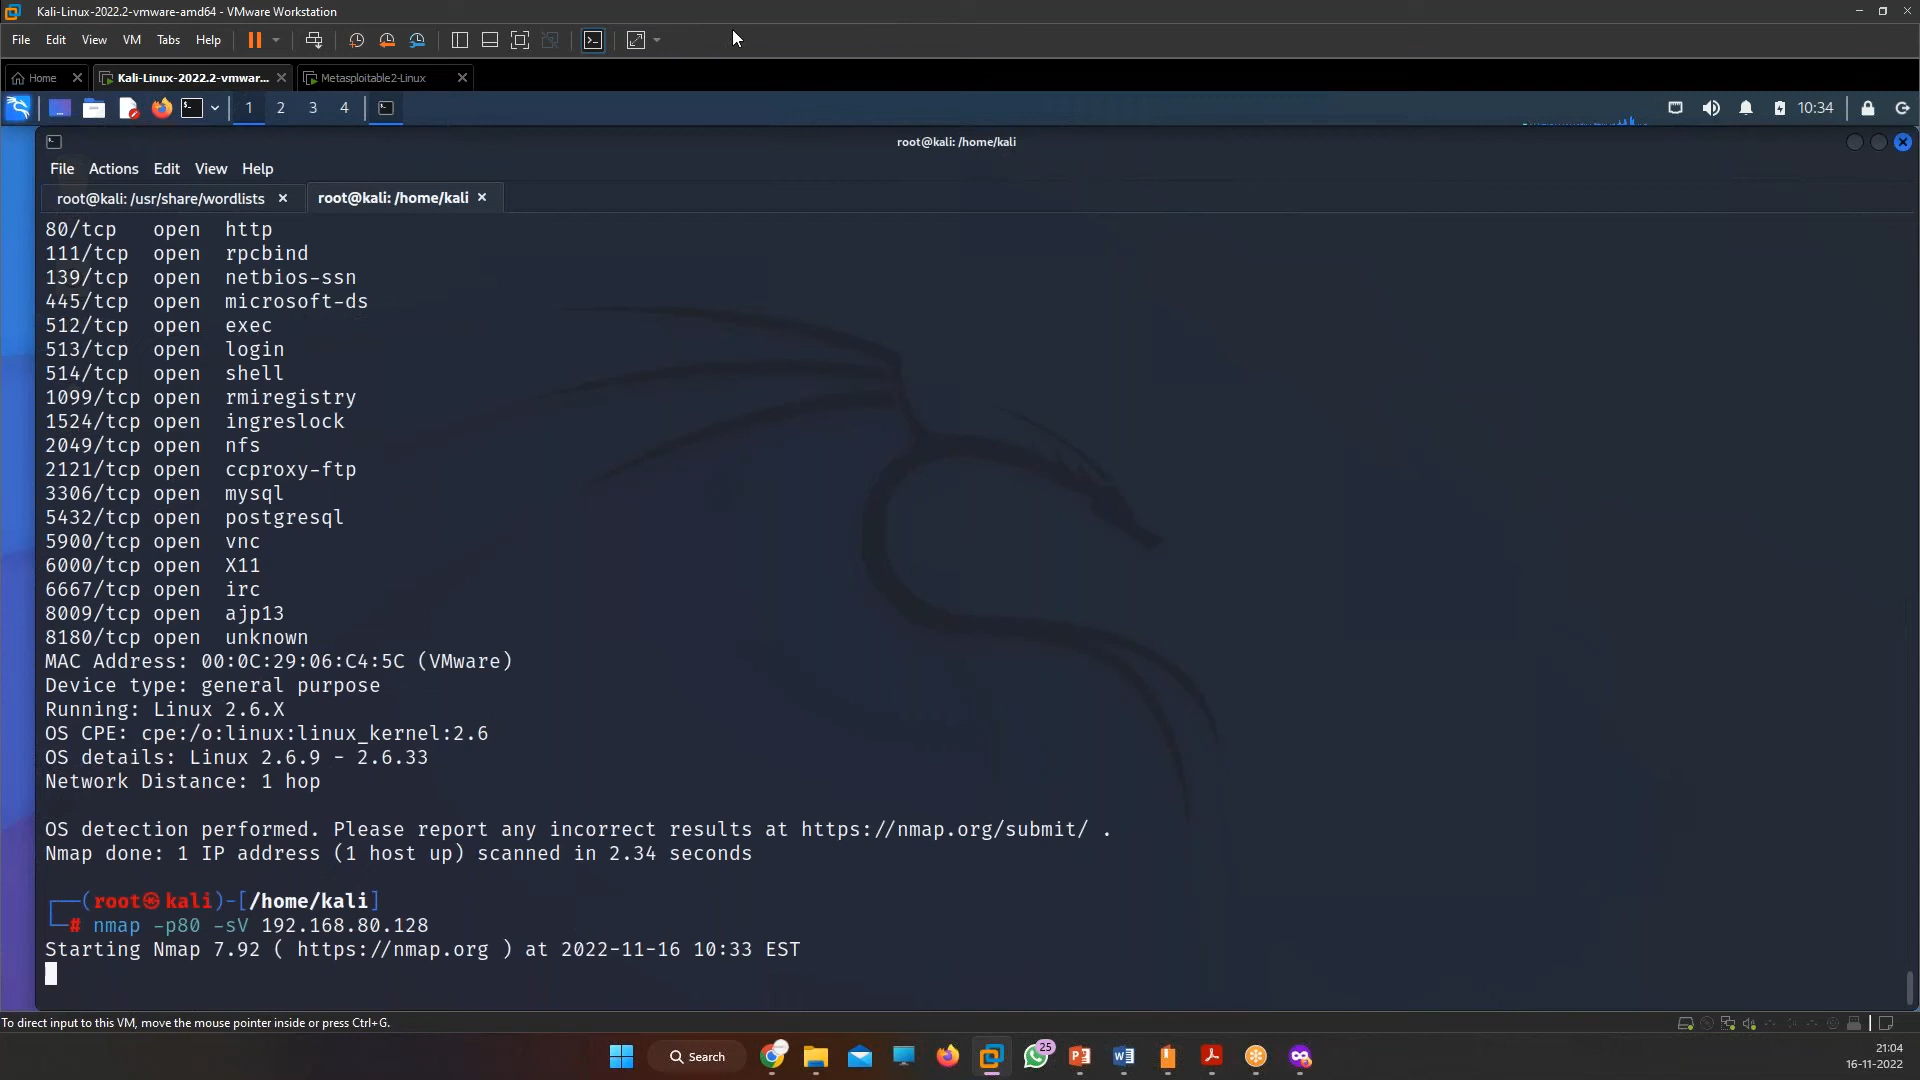 Kali-Linux-2022.2-vmware-amd64 - VMware Workstation
File Edit View VM Tabs Help
Home Kali-Linux-2022.2-vmwar... Metasploitable2-Linux
1 2 3 4 10:34
root@kali: /home/kali
File Actions Edit View Help
root@kali: /usr/share/wordlists root@kali: /home/kali
80/tcp open http
111/tcp open rpcbind
139/tcp open netbios-ssn
445/tcp open microsoft-ds
512/tcp open exec
513/tcp open login
514/tcp open shell
1099/tcp open rmiregistry
1524/tcp open ingreslock
2049/tcp open nfs
2121/tcp open ccproxy-ftp
3306/tcp open mysql
5432/tcp open postgresql
5900/tcp open vnc
6000/tcp open X11
6667/tcp open irc
8009/tcp open ajp13
8180/tcp open unknown
MAC Address: 00:0C:29:06:C4:5C (VMware)
Device type: general purpose
Running: Linux 2.6.X
OS CPE: cpe:/o:linux:linux_kernel:2.6
OS details: Linux 2.6.9 - 2.6.33
Network Distance: 1 hop
OS detection performed. Please report any incorrect results at https://nmap.org/submit/ .
Nmap done: 1 IP address (1 host up) scanned in 2.34 seconds
┌──(root㉿kali)-[/home/kali]
└─# nmap -p80 -sV 192.168.80.128
Starting Nmap 7.92 ( https://nmap.org ) at 2022-11-16 10:33 EST
To direct input to this VM, move the mouse pointer inside or press Ctrl+G.
Search 25 21:04
16-11-2022